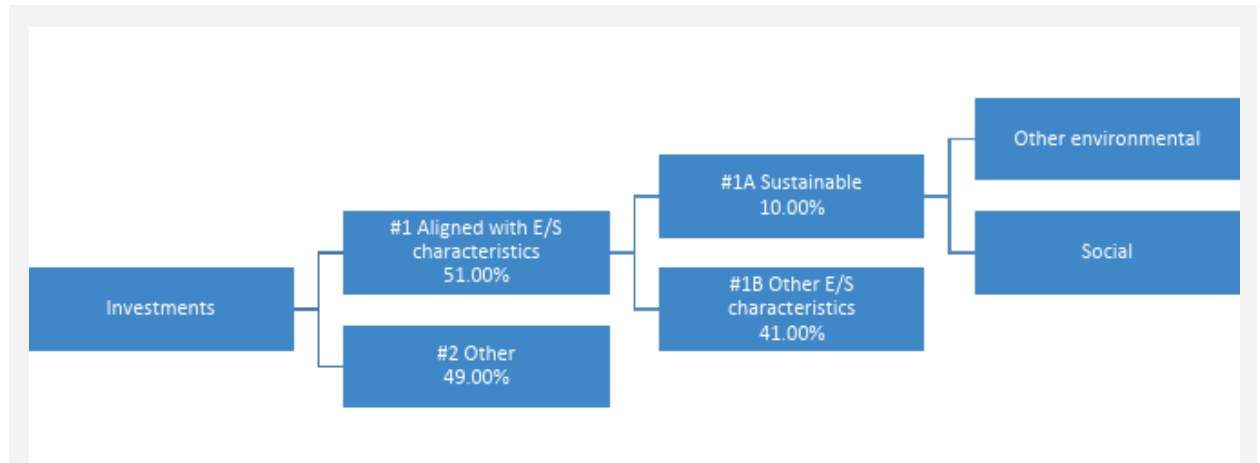 Investments
#1 Aligned with E/S
characteristics
51.00%
#2 Other
49.00%
#1A Sustainable
10.00%
#1B Other E/S
characteristics
41.00%
Other environmental
Social